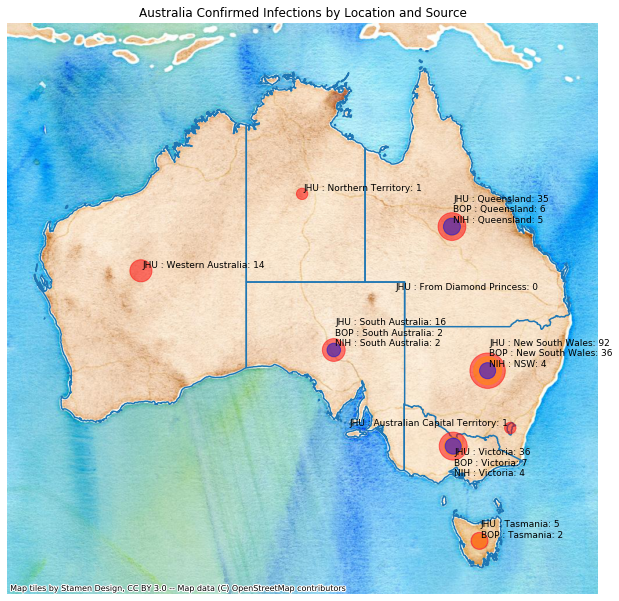 Australia Confirmed Infections by Location and Source
JHU : Northern Territory: 1
JHU : Queensland: 35
BOP : Queensland: 6
NIH : Queensland: 5
JHU : Western Australia: 14
JHU : From Diamond Princess: 0
JHU : South Australia: 16
BOP : South Australia: 2
NIH : South Australia: 2
JHU : New South Wales: 92
BOP : New South Wales: 36
NIH : NSW: 4
JHU : Australian Capital Territory: 1
JHU : Victoria: 36
BOP : Victoria: 7
NIH : Victoria: 4
JHU : Tasmania: 5
BOP : Tasmania: 2
Map tiles by Stamen Design, CC BY 3.0 -- Map data (C) OpenStreetMap contributors